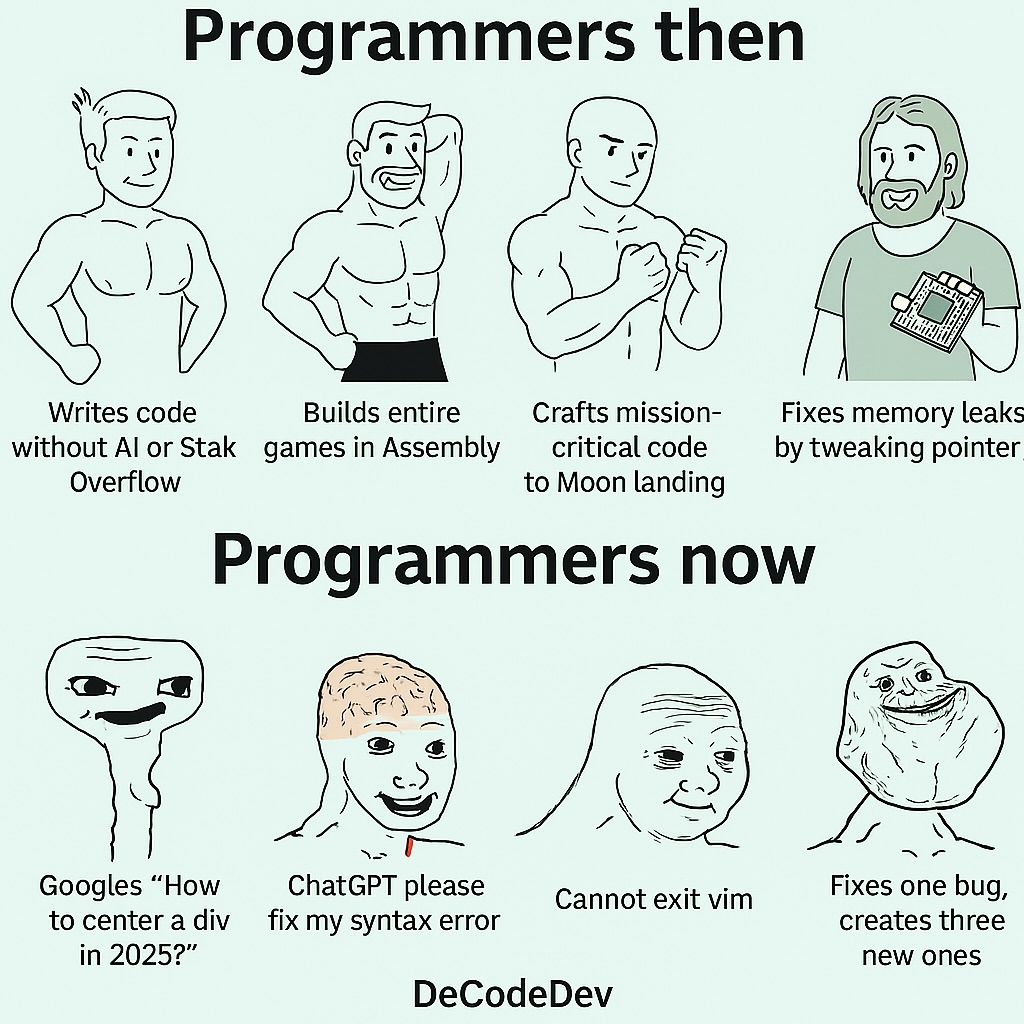 Programmers then
Writes code
without AI or Stak
Overflow
Builds entire
games in Assembly
Crafts mission-
critical code
to Moon landing
Fixes memory leaks
by tweaking pointer
Programmers now
Googles “How
to center a div
in 2025?”
ChatGPT please
fix my syntax error
Cannot exit vim
Fixes one bug,
creates three
new ones
DeCodeDev